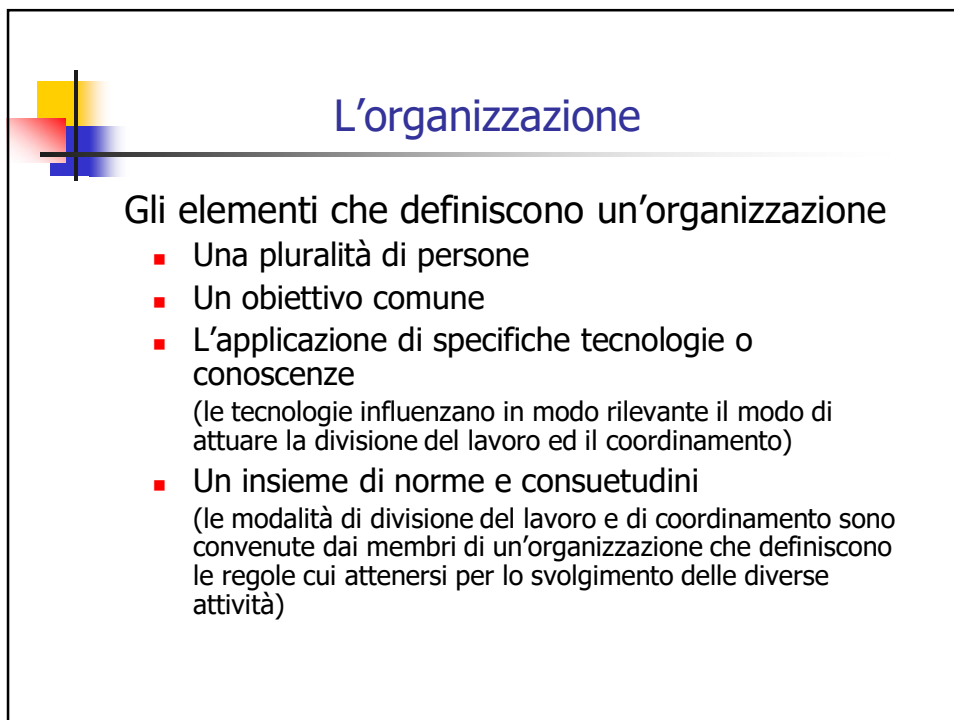 L’organizzazione
Gli elementi che definiscono un’organizzazione
Una pluralità di persone
Un obiettivo comune
L’applicazione di specifiche tecnologie o
conoscenze
(le tecnologie influenzano in modo rilevante il modo di
attuare la divisione del lavoro ed il coordinamento)
Un insieme di norme e consuetudini
(le modalità di divisione del lavoro e di coordinamento sono
convenute dai membri di un’organizzazione che definiscono
le regole cui attenersi per lo svolgimento delle diverse
attività)